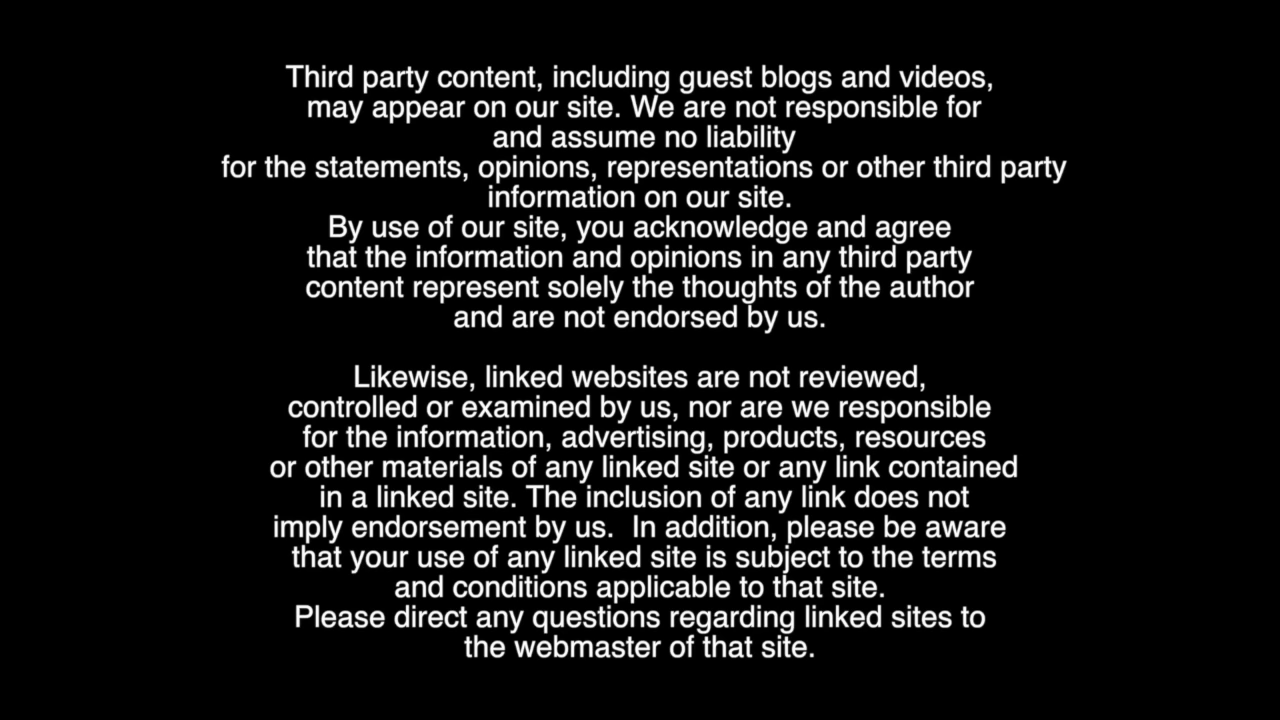 Third party content, including guest blogs and videos,
may appear on our site. We are not responsible for
and assume no liability
for the statements, opinions, representations or other third party
information on our site.
By use of our site, you acknowledge and agree
that the information and opinions in any third party
content represent solely the thoughts of the author
and are not endorsed by us.
Likewise, linked websites are not reviewed,
controlled or examined by us, nor are we responsible
for the information, advertising, products, resources
or other materials of any linked site or any link contained
in a linked site. The inclusion of any link does not
imply endorsement by us.  In addition, please be aware
that your use of any linked site is subject to the terms
and conditions applicable to that site.
Please direct any questions regarding linked sites to
the webmaster of that site.